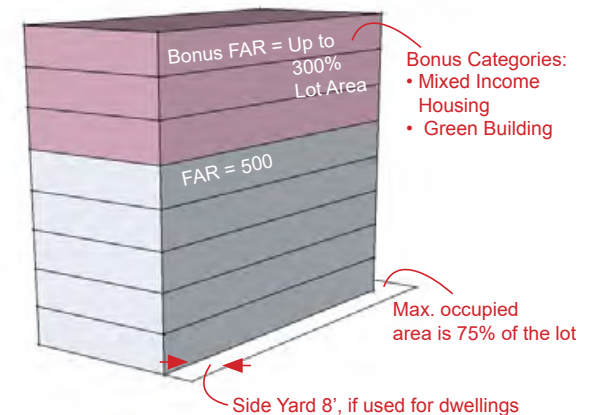 Bonus FAR = Up to
300%
Lot Area
Bonus Categories:
• Mixed Income
Housing
• Green Building
FAR = 500
Max. occupied
area is 75% of the lot
Side Yard 8’, if used for dwellings